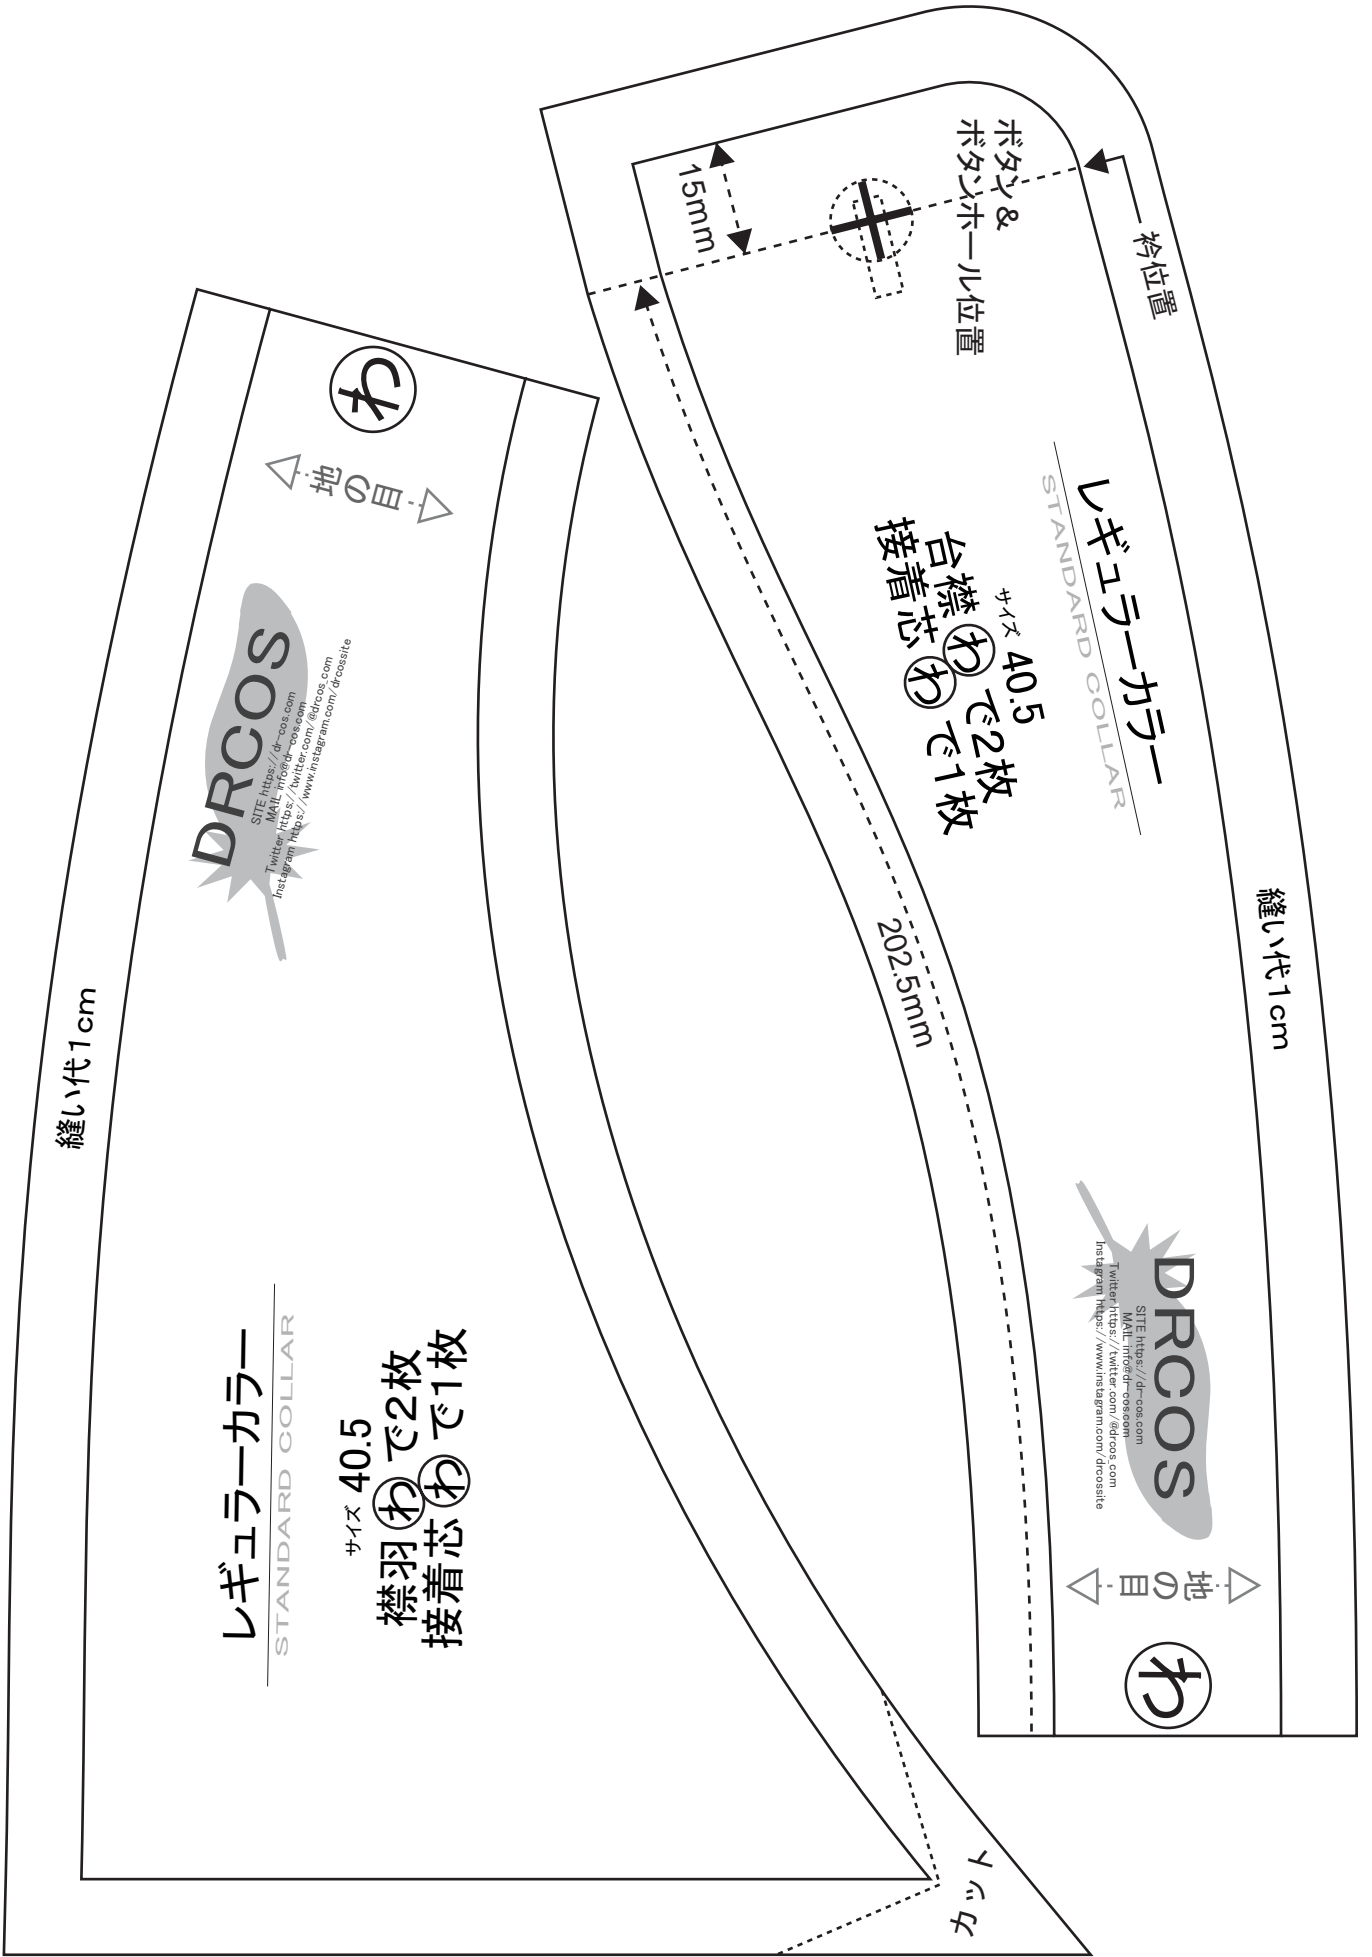 ボタン&
ボタンホール位置
15mm
衿位置
レギュラーカラー
STANDARD COLLAR
サイズ 40.5
台襟 わ で2枚
接着芯 わ で1枚
202.5mm
縫い代1cm
DRCOS
SITE https://dr-cos.com
MAIL info@dr-cos.com
Twitter https://twitter.com/@drcos_com
Instagram https://www.instagram.com/drcossite
地の目
わ
わ
地の目
DRCOS
SITE https://dr-cos.com
MAIL info@dr-cos.com
Twitter https://twitter.com/@drcos_com
Instagram https://www.instagram.com/drcossite
縫い代1cm
レギュラーカラー
STANDARD COLLAR
サイズ 40.5
襟羽 わ で2枚
接着芯 わ で1枚
カット